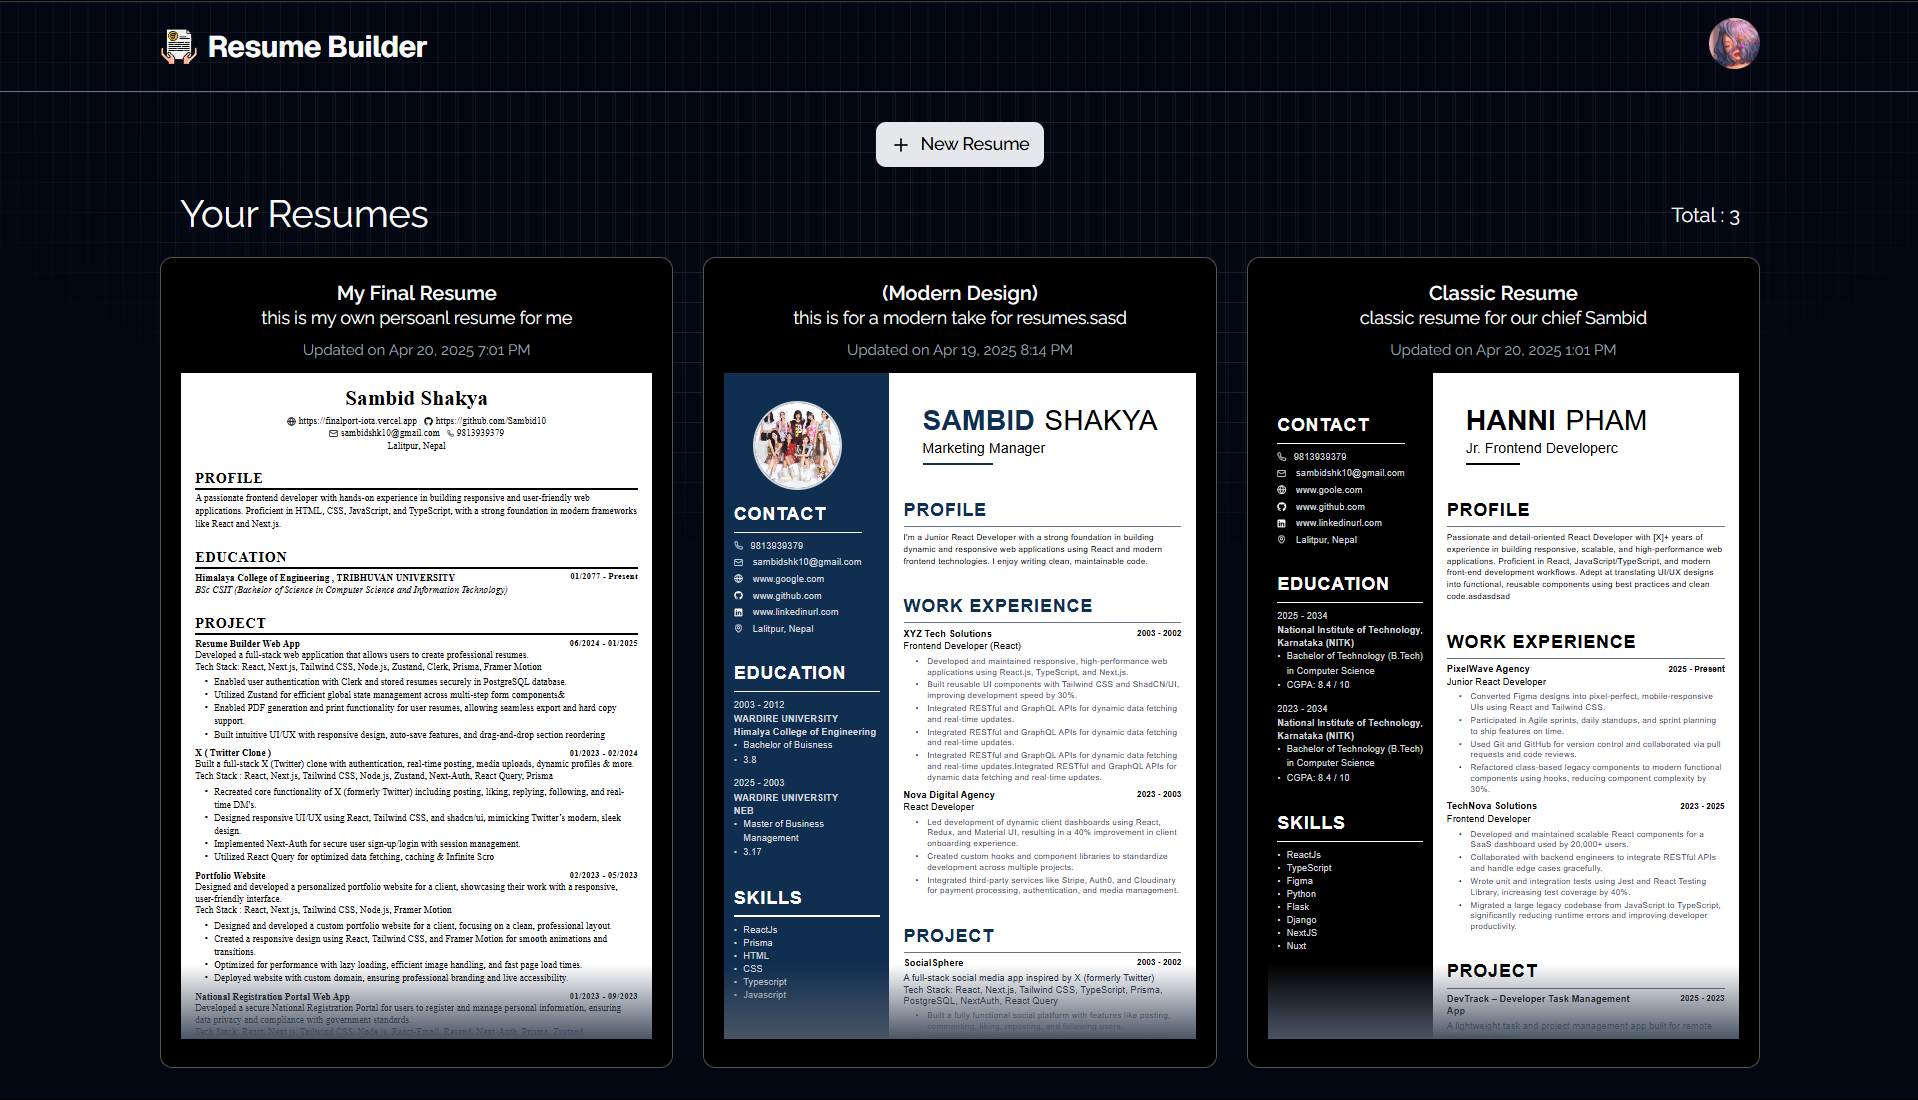 Resume Builder
+ New Resume
Your Resumes
Total : 3
My Final Resume
this is my own persoanl resume for me
Updated on Apr 20, 2025 7:01 PM
Sambid Shakya
https://finalport-iota.vercel.app https://github.com/Sambid10
sambidshk10@gmail.com 9813939379
Lalitpur, Nepal
PROFILE
A passionate frontend developer with hands-on experience in building responsive and user-friendly web
applications. Proficient in HTML, CSS, JavaScript, and TypeScript, with a strong foundation in modern frameworks
like React and Next.js.
EDUCATION
Himalaya College of Engineering , TRIBHUVAN UNIVERSITY 01/2077 - Present
BSc CSIT (Bachelor of Science in Computer Science and Information Technology)
PROJECT
Resume Builder Web App 06/2024 - 01/2025
Developed a full-stack web application that allows users to create professional resumes.
Tech Stack: React, Next.js, Tailwind CSS, Node.js, Zustand, Clerk, Prisma, Framer Motion
• Enabled user authentication with Clerk and stored resumes securely in PostgreSQL database.
• Utilized Zustand for efficient global state management across multi-step form components&
• Enabled PDF generation and print functionality for user resumes, allowing seamless export and hard copy
support.
• Built intuitive UI/UX with responsive design, auto-save features, and drag-and-drop section reordering
X ( Twitter Clone ) 01/2023 - 02/2024
Built a full-stack X (Twitter) clone with authentication, real-time posting, media uploads, dynamic profiles & more.
Tech Stack : React, Next.js, Tailwind CSS, Node.js, Zustand, Next-Auth, React Query, Prisma
• Recreated core functionality of X (formerly Twitter) including posting, liking, replying, following, and real-
time DM's.
• Designed responsive UI/UX using React, Tailwind CSS, and shadcn/ui, mimicking Twitter's modern, sleek
design.
• Implemented Next-Auth for secure user sign-up/login with session management.
• Utilized React Query for optimized data fetching, caching & Infinite Scro
Portfolio Website 02/2023 - 05/2023
Designed and developed a personalized portfolio website for a client, showcasing their work with a responsive,
user-friendly interface.
Tech Stack : React, Next.js, Tailwind CSS, Node.js, Framer Motion
• Designed and developed a custom portfolio website for a client, focusing on a clean, professional layout.
• Created a responsive design using React, Tailwind CSS, and Framer Motion for smooth animations and
transitions.
• Optimized for performance with lazy loading, efficient image handling, and fast page load times.
• Deployed website with custom domain, ensuring professional branding and live accessibility.
National Registration Portal Web App 01/2023 - 09/2023
Developed a secure National Registration Portal for users to register and manage personal information, ensuring
data privacy and compliance with government standards.
Tech Stack: React, Next.js, Tailwind CSS, Node.js, React-Email, Resend, Next-Auth, Prisma, Zustand
(Modern Design)
this is for a modern take for resumes.sasd
Updated on Apr 19, 2025 8:14 PM
CONTACT
9813939379
sambidshk10@gmail.com
www.google.com
www.github.com
www.linkedinurl.com
Lalitpur, Nepal
EDUCATION
2003 - 2012
WARDIRE UNIVERSITY
Himalya College of Engineering
• Bachelor of Buisness
• 3.8
2025 - 2003
WARDIRE UNIVERSITY
NEB
• Master of Business
Management
• 3.17
SKILLS
• ReactJs
• Prisma
• HTML
• CSS
• Typescript
• Javascript
SAMBID SHAKYA
Marketing Manager
PROFILE
I'm a Junior React Developer with a strong foundation in building
dynamic and responsive web applications using React and modern
frontend technologies. I enjoy writing clean, maintainable code.
WORK EXPERIENCE
XYZ Tech Solutions 2003 - 2002
Frontend Developer (React)
• Developed and maintained responsive, high-performance web
applications using React.js, TypeScript, and Next.js.
• Built reusable UI components with Tailwind CSS and ShadCN/UI,
improving development speed by 30%.
• Integrated RESTful and GraphQL APIs for dynamic data fetching
and real-time updates.
• Integrated RESTful and GraphQL APIs for dynamic data fetching
and real-time updates.
• Integrated RESTful and GraphQL APIs for dynamic data fetching
and real-time updates.Integrated RESTful and GraphQL APIs for
dynamic data fetching and real-time updates.
Nova Digital Agency 2023 - 2003
React Developer
• Led development of dynamic client dashboards using React,
Redux, and Material UI, resulting in a 40% improvement in client
onboarding experience.
• Created custom hooks and component libraries to standardize
development across multiple projects.
• Integrated third-party services like Stripe, Auth0, and Cloudinary
for payment processing, authentication, and media management.
PROJECT
SocialSphere 2003 - 2002
A full-stack social media app inspired by X (formerly Twitter)
Tech Stack: React, Next.js, Tailwind CSS, TypeScript, Prisma,
PostgreSQL, NextAuth, React Query
• Built a fully functional social platform with features like posting,
commenting, liking, reposting, and following users.
Classic Resume
classic resume for our chief Sambid
Updated on Apr 20, 2025 1:01 PM
CONTACT
9813939379
sambidshk10@gmail.com
www.goole.com
www.github.com
www.linkedinurl.com
Lalitpur, Nepal
EDUCATION
2025 - 2034
National Institute of Technology,
Karnataka (NITK)
• Bachelor of Technology (B.Tech)
in Computer Science
• CGPA: 8.4 / 10
2023 - 2034
National Institute of Technology,
Karnataka (NITK)
• Bachelor of Technology (B.Tech)
in Computer Science
• CGPA: 8.4 / 10
SKILLS
• ReactJs
• TypeScript
• Figma
• Python
• Flask
• Django
• NextJS
• Nuxt
HANNI PHAM
Jr. Frontend Developerc
PROFILE
Passionate and detail-oriented React Developer with [X]+ years of
experience in building responsive, scalable, and high-performance web
applications. Proficient in React, JavaScript/TypeScript, and modern
front-end development workflows. Adept at translating UI/UX designs
into functional, reusable components using best practices and clean
code.asdasdsad
WORK EXPERIENCE
PixelWave Agency 2025 - Present
Junior React Developer
• Converted Figma designs into pixel-perfect, mobile-responsive
UIs using React and Tailwind CSS.
• Participated in Agile sprints, daily standups, and sprint planning
to ship features on time.
• Used Git and GitHub for version control and collaborated via pull
requests and code reviews.
• Refactored class-based legacy components to modern functional
components using hooks, reducing component complexity by
30%.
TechNova Solutions 2023 - 2025
Frontend Developer
• Developed and maintained scalable React components for a
SaaS dashboard used by 20,000+ users.
• Collaborated with backend engineers to integrate RESTful APIs
and handle edge cases gracefully.
• Wrote unit and integration tests using Jest and React Testing
Library, increasing test coverage by 40%.
• Migrated a large legacy codebase from JavaScript to TypeScript,
significantly reducing runtime errors and improving developer
productivity.
PROJECT
DevTrack – Developer Task Management 2025 - 2023
App
A lightweight task and project management app built for remote